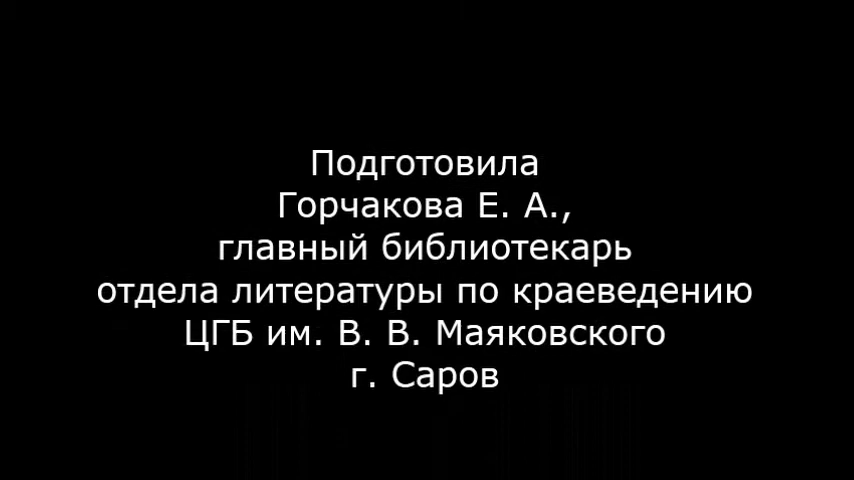 Подготовила
Горчакова Е. А.,
главный библиотекарь
отдела литературы по краеведению
ЦГБ им. В. В. Маяковского
г. Саров